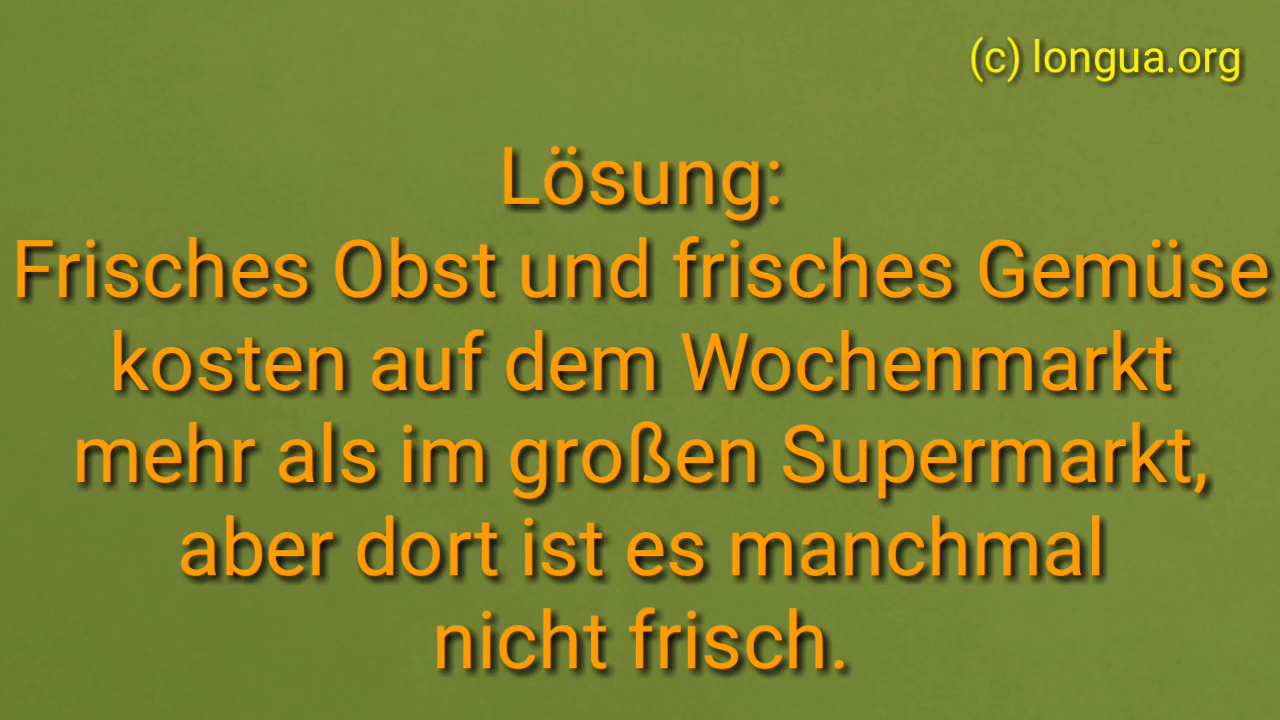 (c) longua.org
Lösung:
Frisches Obst und frisches Gemüse
kosten auf dem Wochenmarkt
mehr als im großen Supermarkt,
aber dort ist es manchmal
nicht frisch.